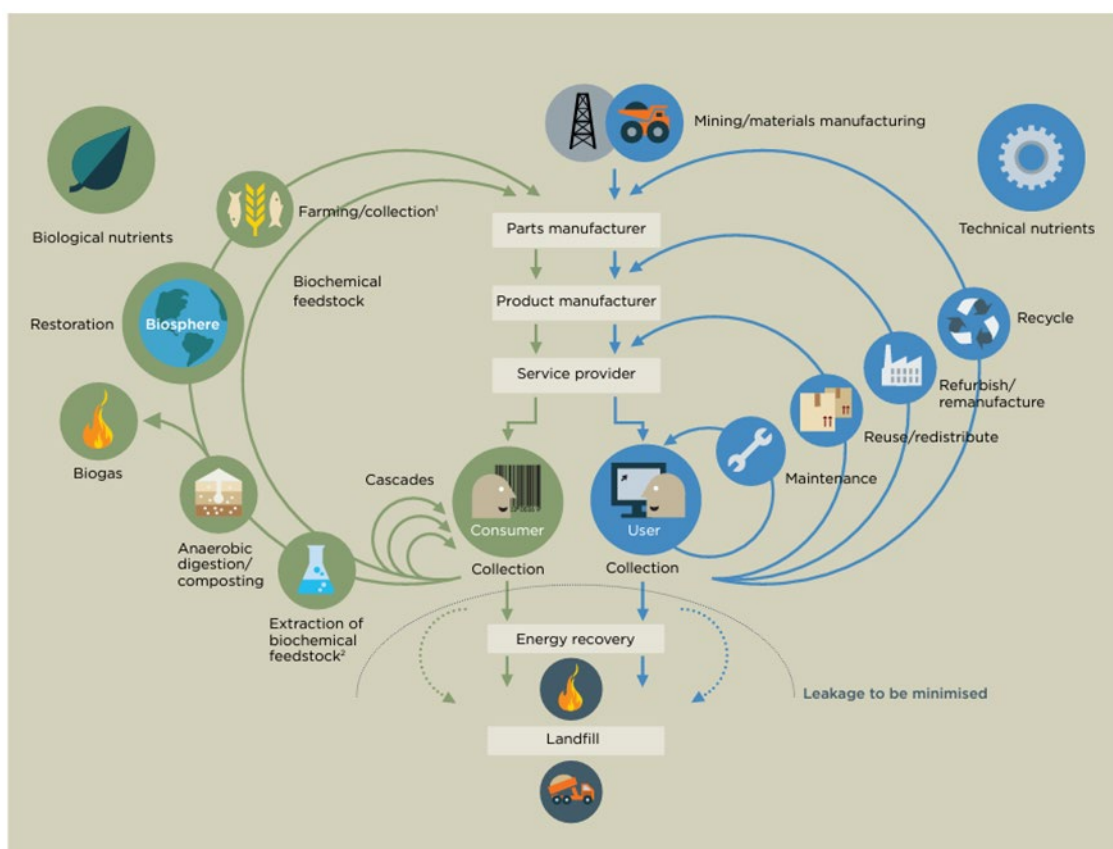 Mining/materials manufacturing
Biological nutrients
Farming/collection¹
Technical nutrients
Parts manufacturer
Biochemical
feedstock
Product manufacturer
Restoration
Biosphere
Recycle
Service provider
Refurbish/
remanufacture
Reuse/redistribute
Biogas
Cascades
Maintenance
Consumer
User
Anaerobic
digestion/
composting
Collection
Collection
Extraction of
biochemical
feedstock²
Energy recovery
Leakage to be minimised
Landfill